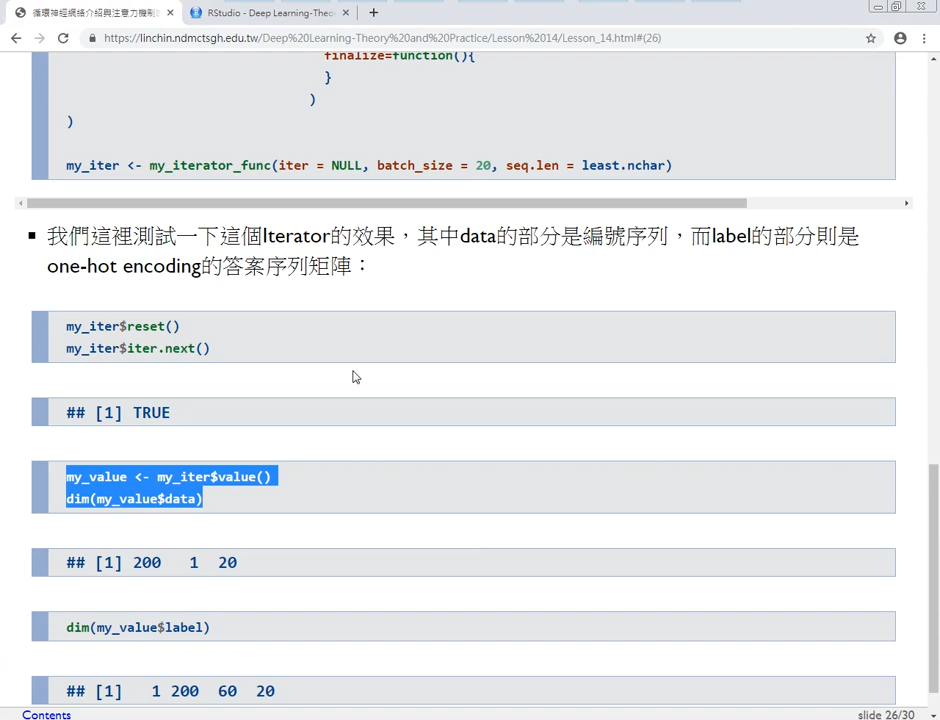 循環神經網絡介紹與注意力機制
RStudio - Deep Learning-Theo
https://linchin.ndmctsgh.edu.tw/Deep%20Learning-Theory%20and%20Practice/Lesson%2014/Lesson_14.html#(26)
finalize=function(){
}
)
)
my_iter <- my_iterator_func(iter = NULL, batch_size = 20, seq.len = least.nchar)
▪ 我們這裡測試一下這個Iterator的效果，其中data的部分是編號序列，而label的部分則是
one-hot encoding的答案序列矩陣：
my_iter$reset()
my_iter$iter.next()
## [1] TRUE
my_value <- my_iter$value()
dim(my_value$data)
## [1] 200 1 20
dim(my_value$label)
## [1] 1 200 60 20
Contents
slide 26/30